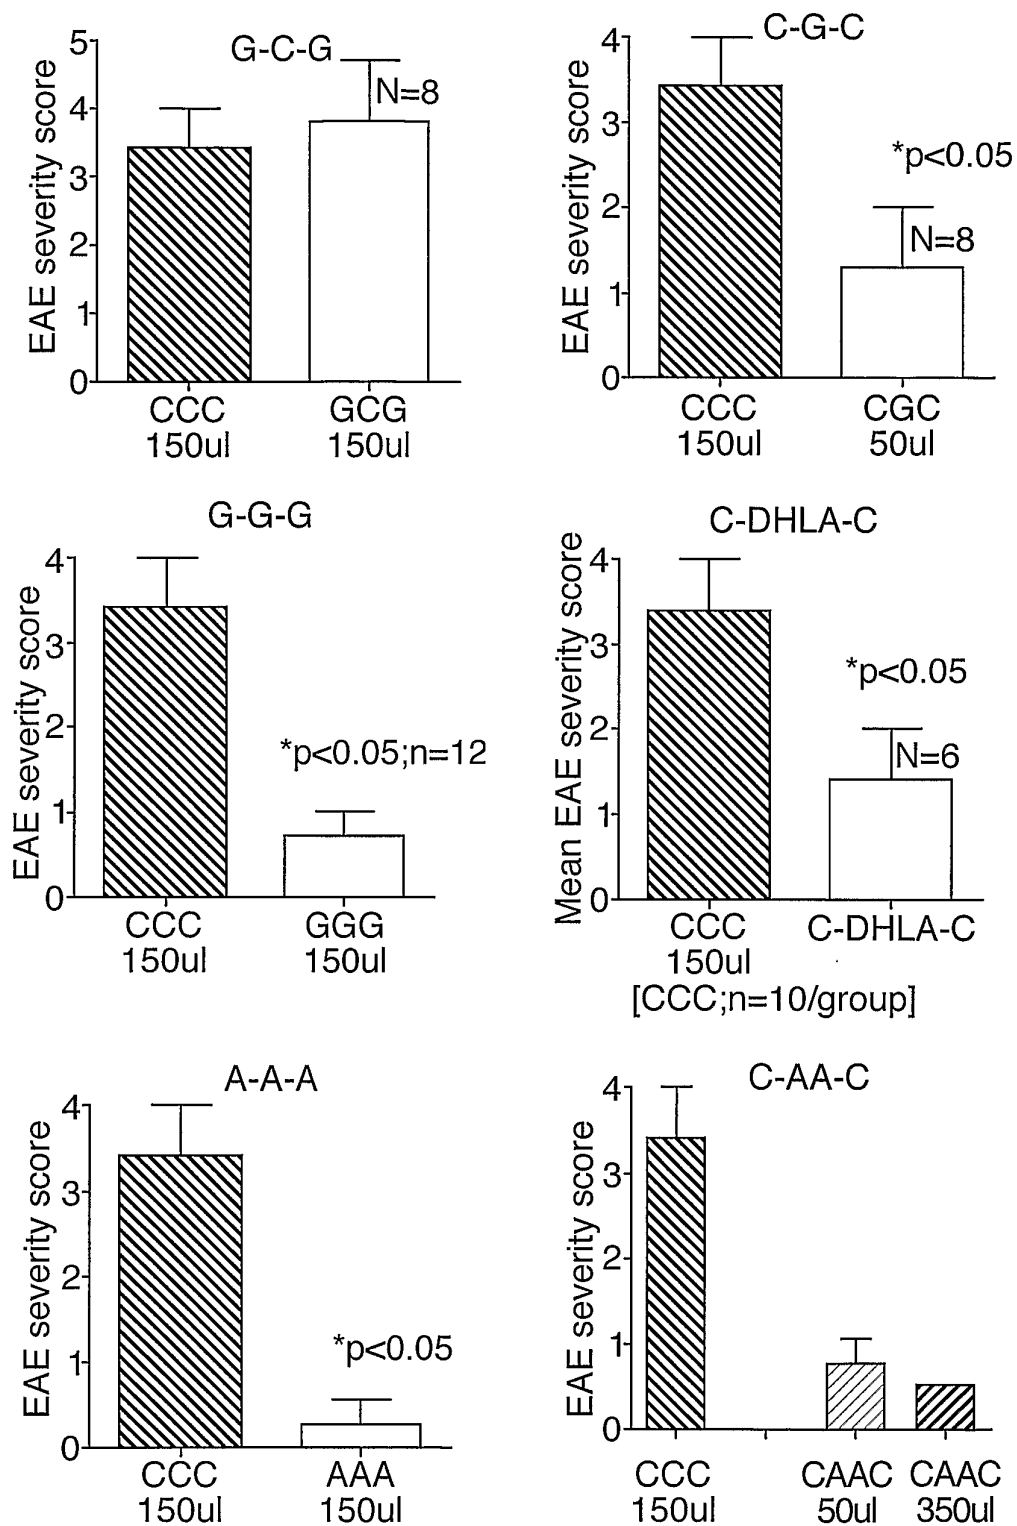 G-C-G
EAE severity score
5
4
3
2
1
0
N=8
CCC
150ul
GCG
150ul
C-G-C
EAE severity score
4
3
2
1
0
*p<0.05
N=8
CCC
150ul
CGC
50ul
G-G-G
EAE severity score
4
3
2
1
0
*p<0.05;n=12
CCC
150ul
GGG
150ul
C-DHLA-C
Mean EAE severity score
4
3
2
1
0
*p<0.05
N=6
CCC
150ul
C-DHLA-C
[CCC;n=10/group]
A-A-A
EAE severity score
4
3
2
1
0
*p<0.05
CCC
150ul
AAA
150ul
C-AA-C
EAE severity score
4
3
2
1
0
CCC
150ul
CAAC
50ul
CAAC
350ul